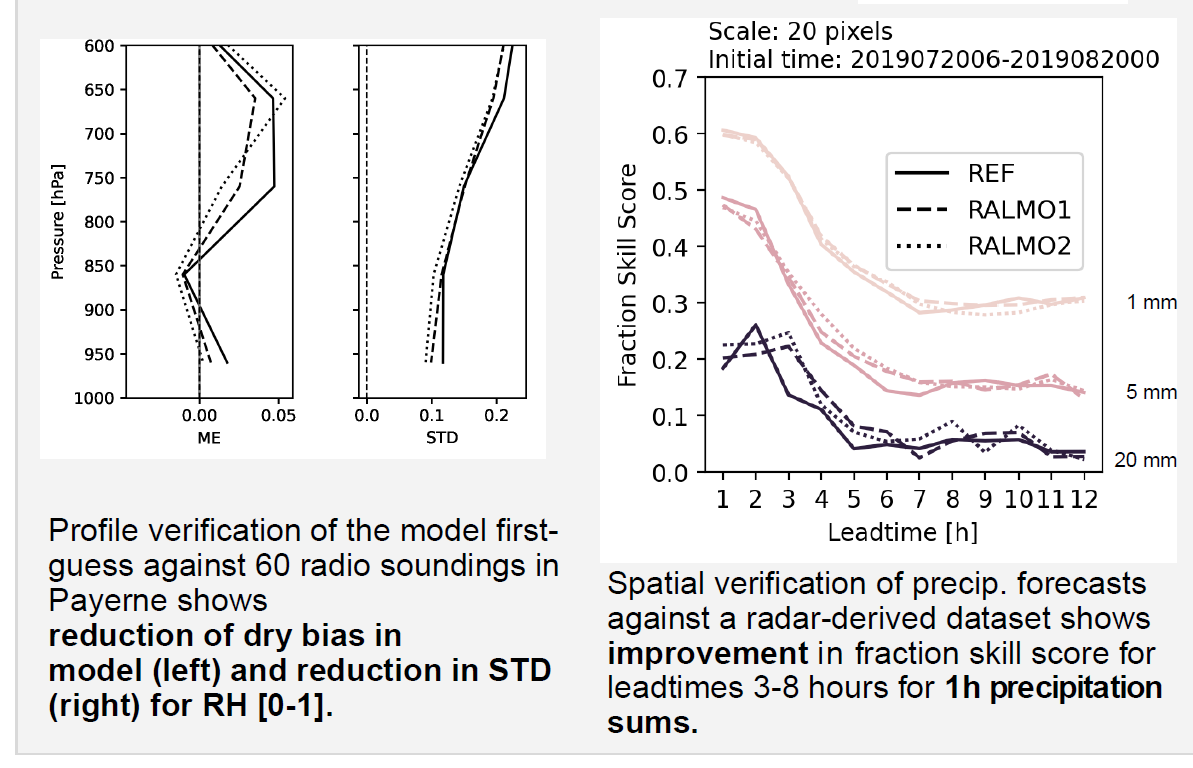 600
650
700
750
800
850
900
950
1000
Pressure [hPa]
0.00 0.05
ME
0.0 0.1 0.2
STD
Profile verification of the model first-
guess against 60 radio soundings in
Payerne shows
reduction of dry bias in
model (left) and reduction in STD
(right) for RH [0-1].
Scale: 20 pixels
Initial time: 2019072006-2019082000
0.7
0.6
0.5
0.4
0.3
0.2
0.1
0.0
Fraction Skill Score
REF
RALMO1
RALMO2
1 mm
5 mm
20 mm
1 2 3 4 5 6 7 8 9 10 11 12
Leadtime [h]
Spatial verification of precip. forecasts
against a radar-derived dataset shows
improvement in fraction skill score for
leadtimes 3-8 hours for 1h precipitation
sums.